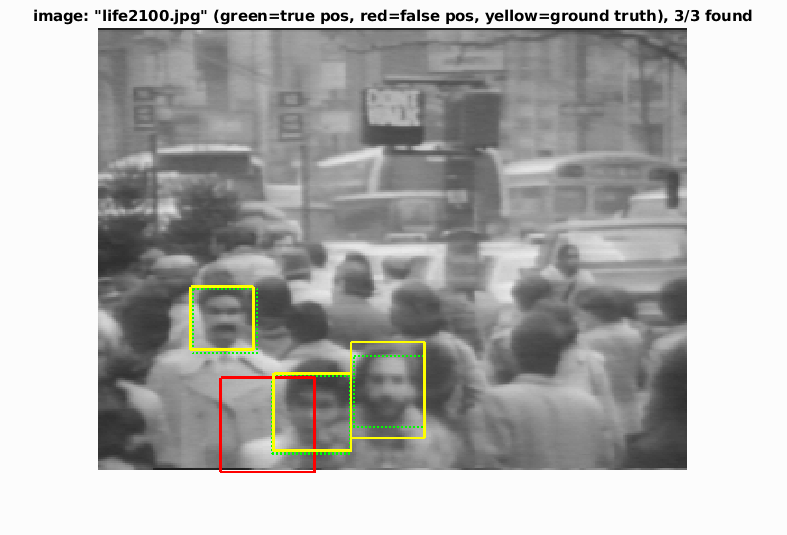 image: "life2100.jpg" (green=true pos, red=false pos, yellow=ground truth), 3/3 found
DONT
WALK